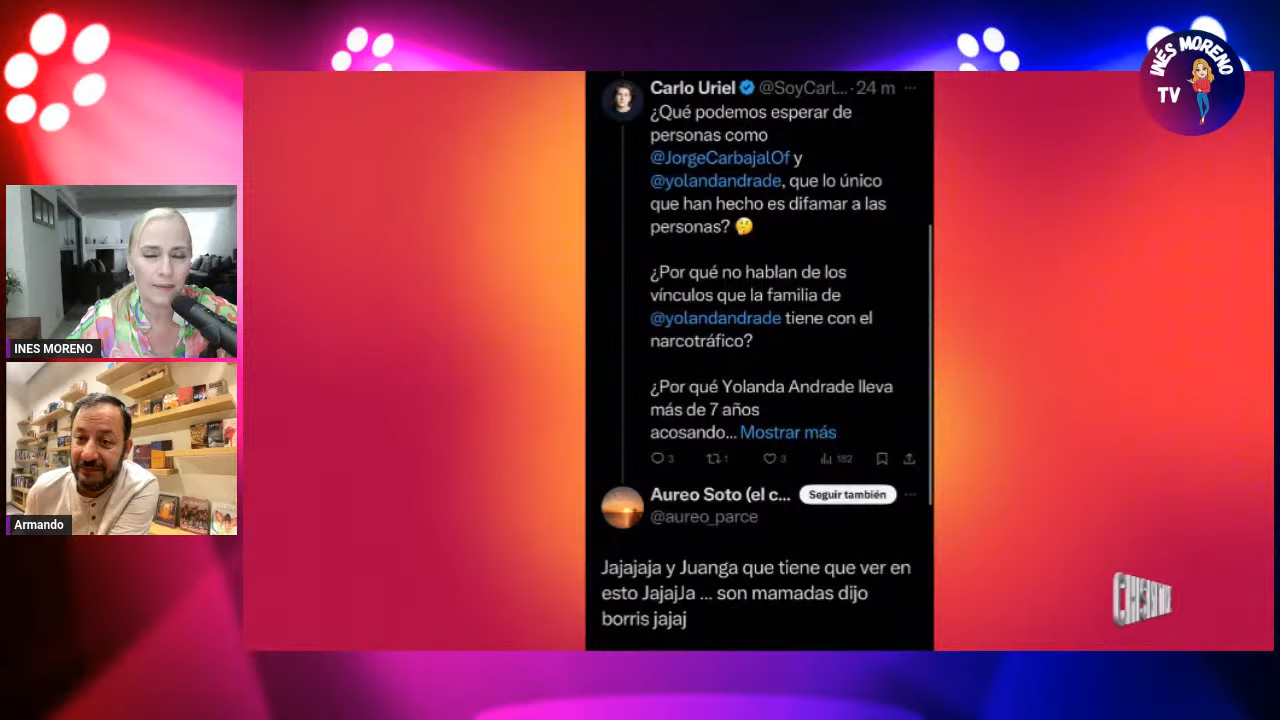 INÉS MORENO
TV
Carlo Uriel @SoyCarl... · 24 m
¿Qué podemos esperar de
personas como
@JorgeCarbajalOf y
@yolandandrade, que lo único
que han hecho es difamar a las
personas? 🤔
¿Por qué no hablan de los
vínculos que la familia de
@yolandandrade tiene con el
narcotráfico?
¿Por qué Yolanda Andrade lleva
más de 7 años
acosando... Mostrar más
3 1 3 182
Aureo Soto (el c... Seguir también
@aureo_parce
Jajajaja y Juanga que tiene que ver en
esto JajajJa ... son mamadas dijo
borris jajaj
INES MORENO
Armando